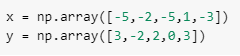 x = np.array([-5,-2,-5,1,-3])
y = np.array([3,-2,2,0,3])